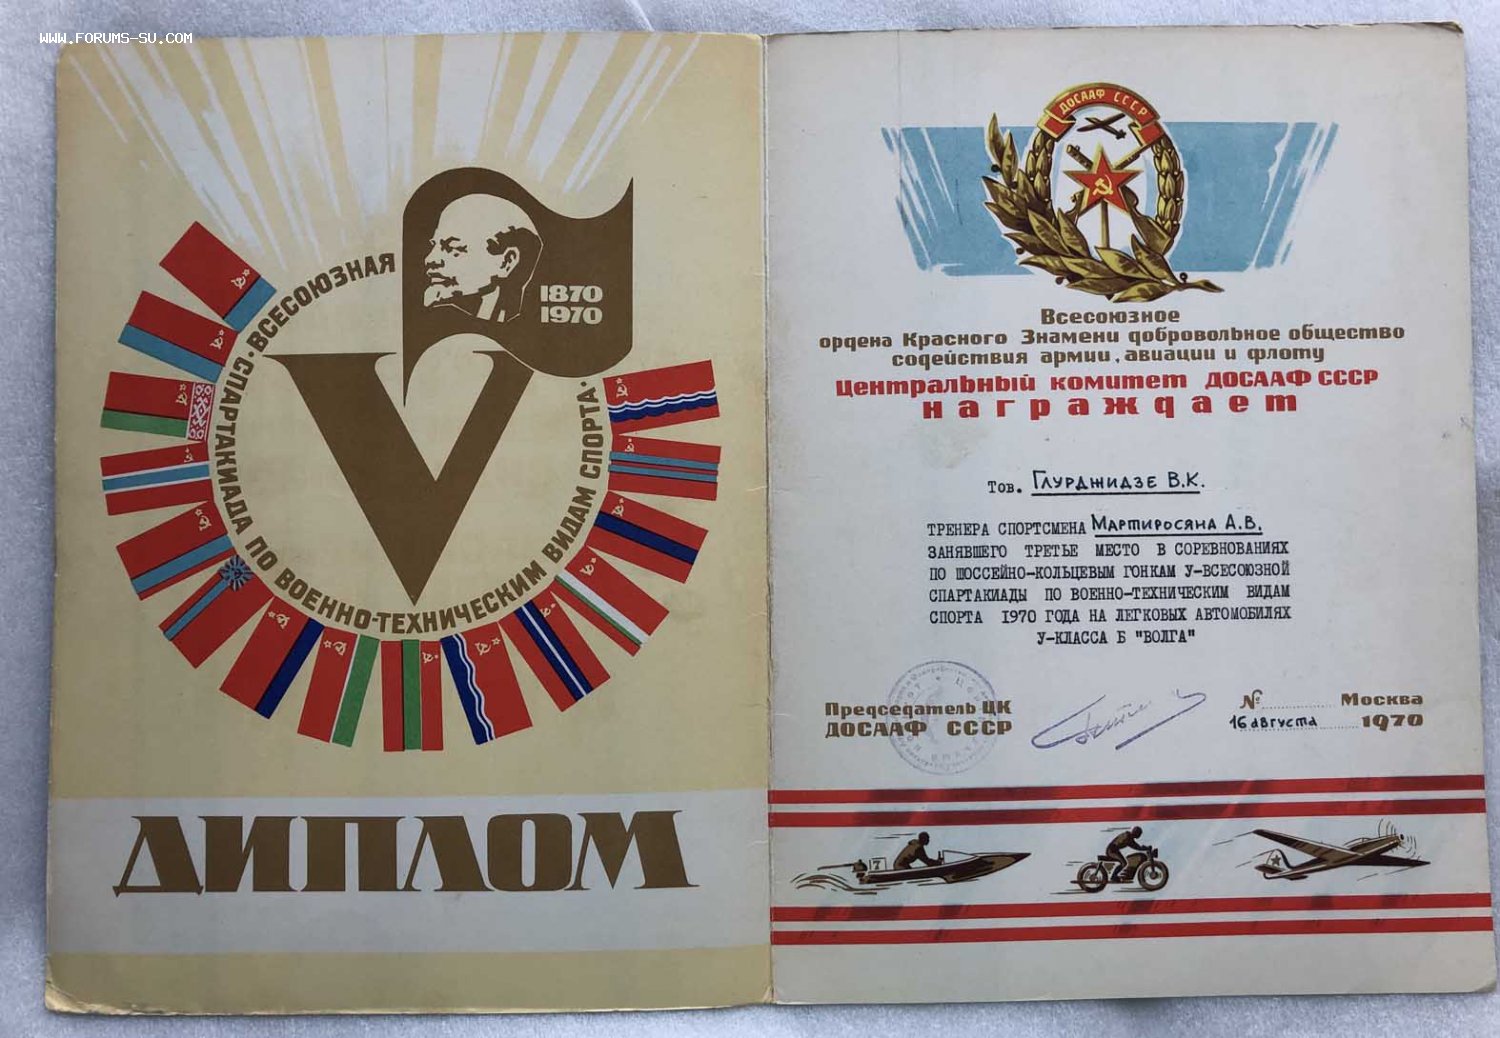 WWW.FORUMS-SU.COM
ВСЕСОЮЗНАЯ
·СПАРТАКИАДА ПО ВОЕННО-ТЕХНИЧЕСКИМ ВИДАМ СПОРТА·
1870
1970
V
ДИПЛОМ
ДОСААФ СССР
Всесоюзное
ордена Красного Знамени добровольное общество
содействия армии, авиации и флоту
Центральный комитет ДОСААФ СССР
награждает
Тов. Глурджидзе В.К.
ТРЕНЕРА СПОРТСМЕНА Мартиросяна А.В.
ЗАНЯВШЕГО ТРЕТЬЕ МЕСТО В СОРЕВНОВАНИЯХ
ПО ШОССЕЙНО-КОЛЬЦЕВЫМ ГОНКАМ У-ВСЕСОЮЗНОЙ
СПАРТАКИАДЫ ПО ВОЕННО-ТЕХНИЧЕСКИМ ВИДАМ
СПОРТА 1970 ГОДА НА ЛЕГКОВЫХ АВТОМОБИЛЯХ
У-КЛАССА Б "ВОЛГА"
Председатель ЦК
ДОСААФ СССР
№ Москва
16 августа 1970
7